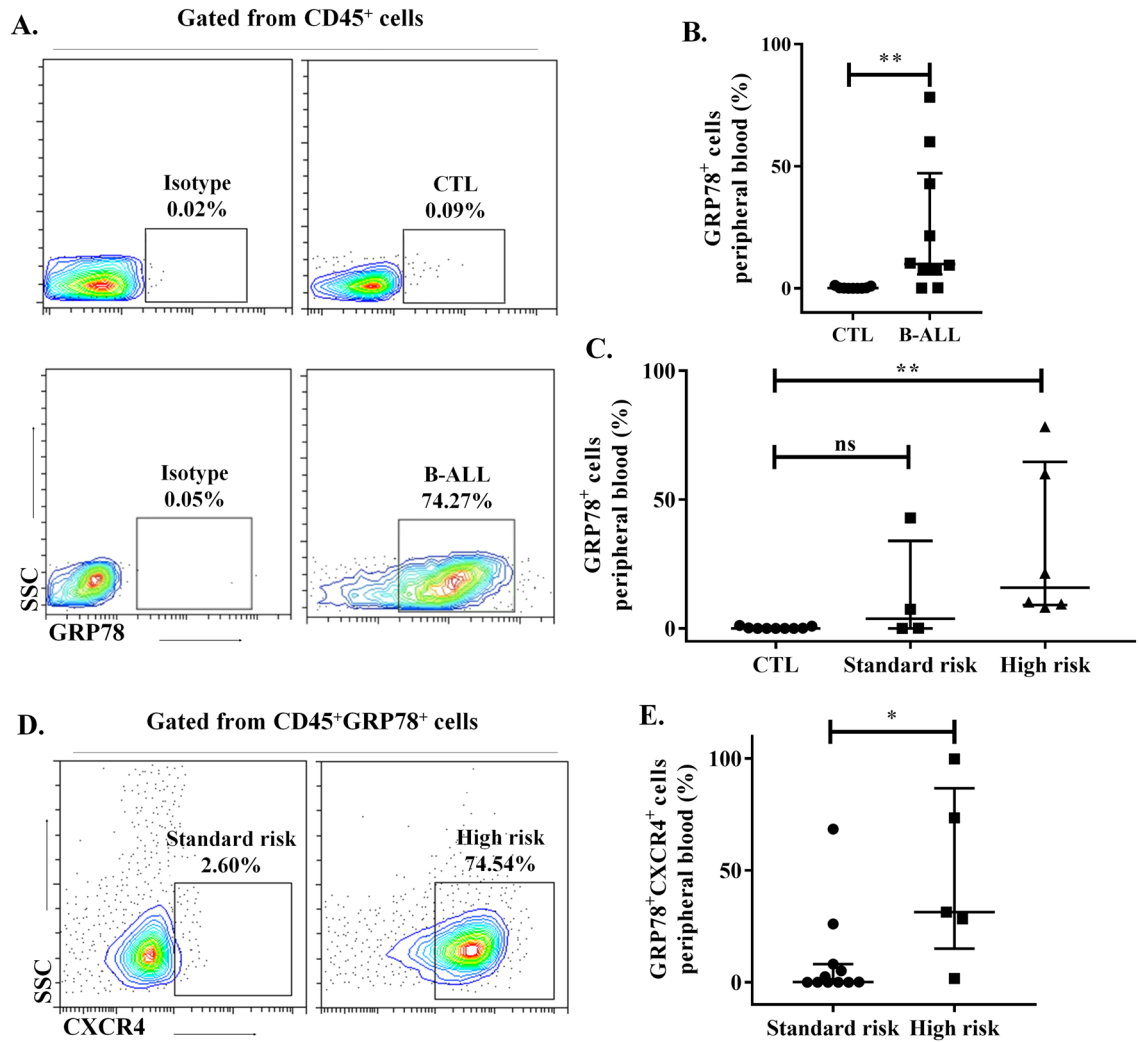 A.
Gated from CD45⁺ cells
Isotype
0.02%
CTL
0.09%
Isotype
0.05%
B-ALL
74.27%
SSC
GRP78
B.
GRP78⁺ cells
peripheral blood (%)
100
50
0
**
CTL B-ALL
C.
GRP78⁺ cells
peripheral blood (%)
100
50
0
**
ns
CTL Standard risk High risk
D.
Gated from CD45⁺GRP78⁺ cells
Standard risk
2.60%
High risk
74.54%
SSC
CXCR4
E.
GRP78⁺CXCR4⁺ cells
peripheral blood (%)
100
50
0
*
Standard risk High risk